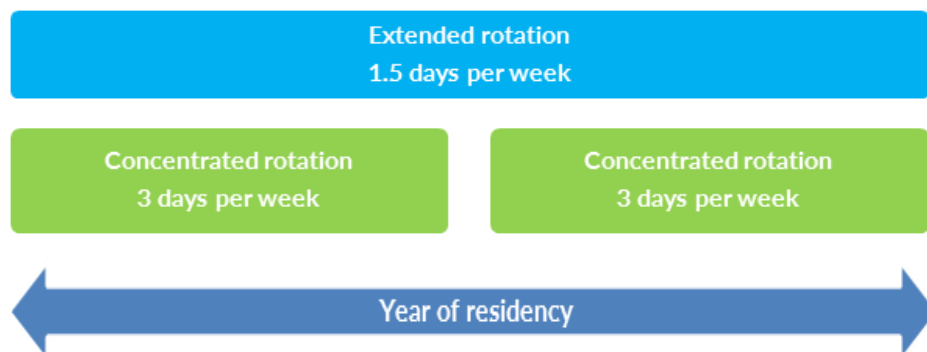 Extended rotation
1.5 days per week
Concentrated rotation
3 days per week
Concentrated rotation
3 days per week
Year of residency